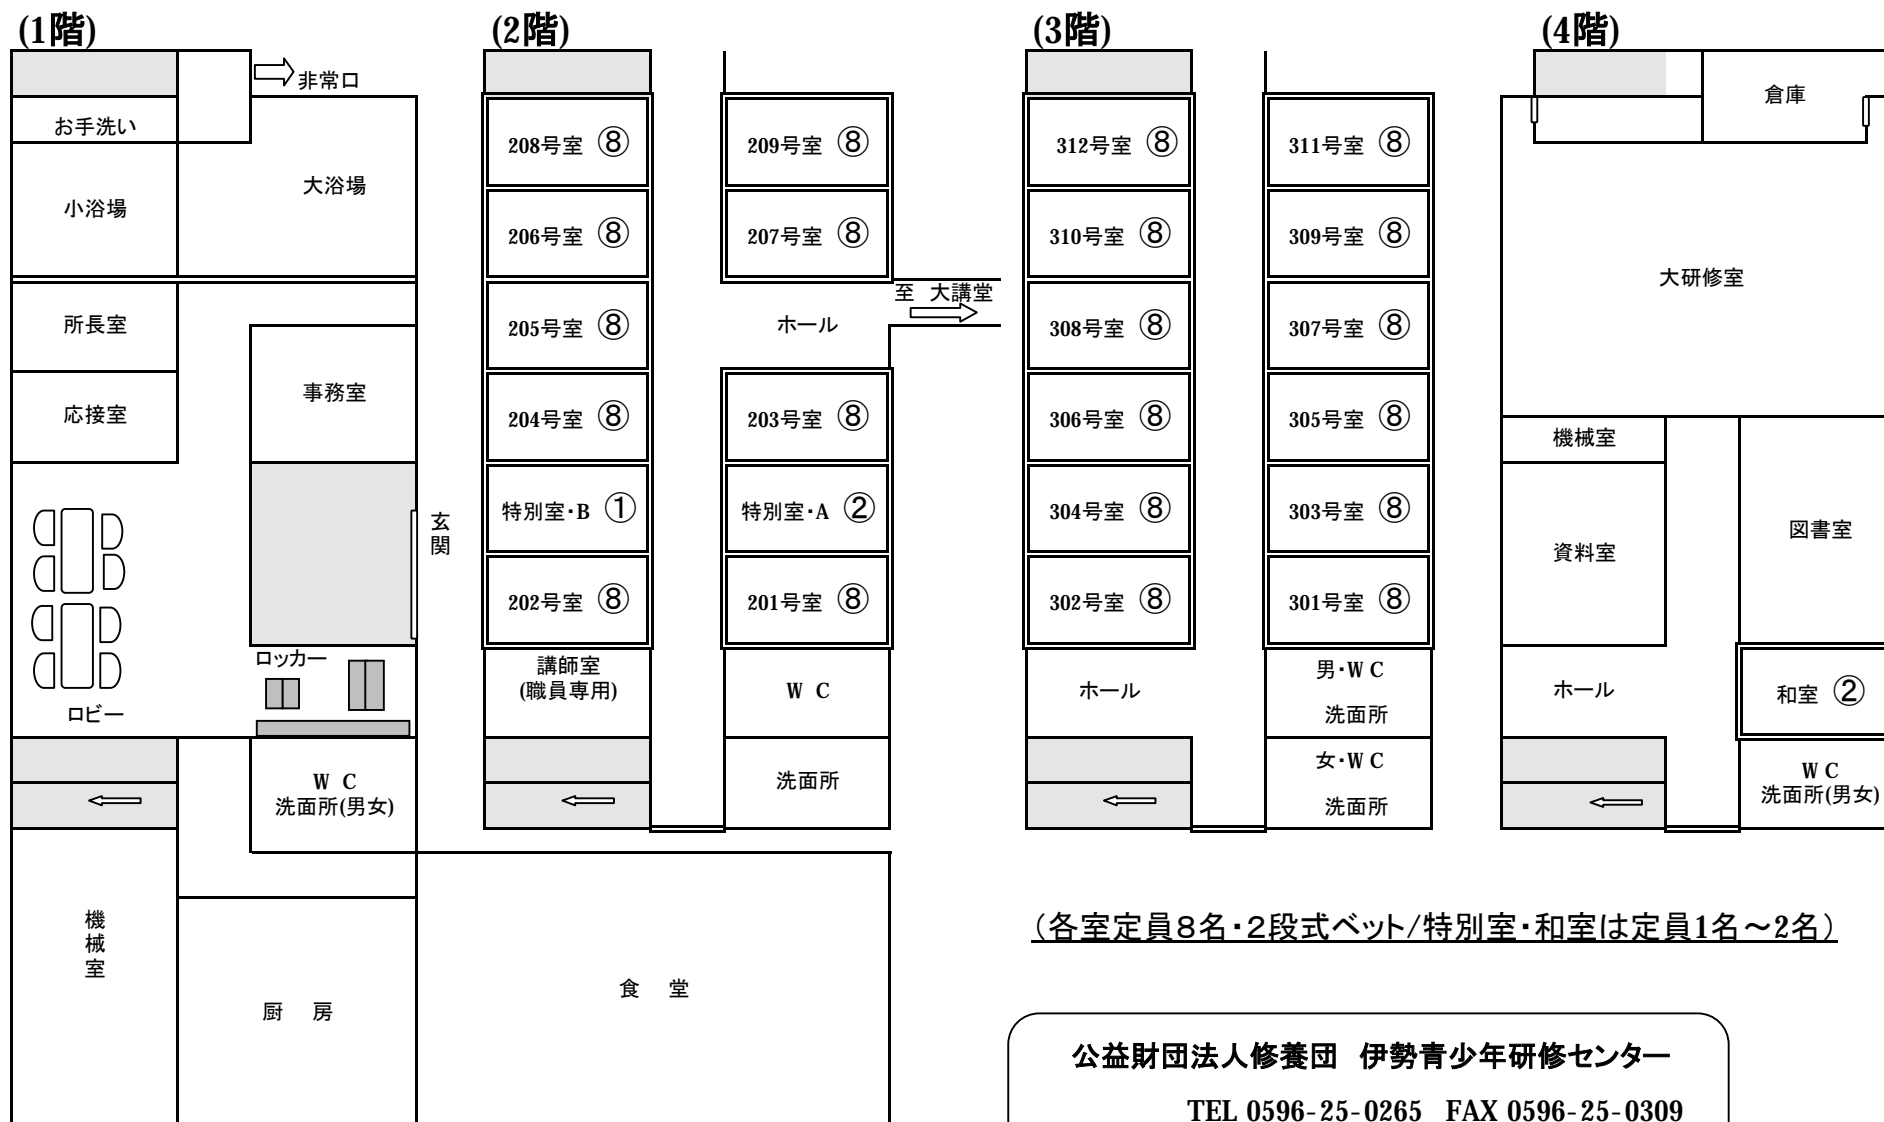 (1階)
非常口
お手洗い
小浴場
大浴場
所長室
応接室
事務室
玄関
ロッカー
ロビー
W C
洗面所(男女)
機械室
厨 房
食 堂
(2階)
208号室 ⑧
209号室 ⑧
206号室 ⑧
207号室 ⑧
至 大講堂
205号室 ⑧
ホール
204号室 ⑧
203号室 ⑧
特別室・B ①
特別室・A ②
202号室 ⑧
201号室 ⑧
講師室
(職員専用)
W C
洗面所
(3階)
312号室 ⑧
311号室 ⑧
310号室 ⑧
309号室 ⑧
308号室 ⑧
307号室 ⑧
306号室 ⑧
305号室 ⑧
304号室 ⑧
303号室 ⑧
302号室 ⑧
301号室 ⑧
ホール
男・W C
洗面所
女・W C
洗面所
(4階)
倉庫
大研修室
機械室
資料室
図書室
ホール
和室 ②
W C
洗面所(男女)
(各室定員8名・2段式ベット/特別室・和室は定員1名～2名)
公益財団法人修養団 伊勢青少年研修センター
TEL 0596-25-0265 FAX 0596-25-0309